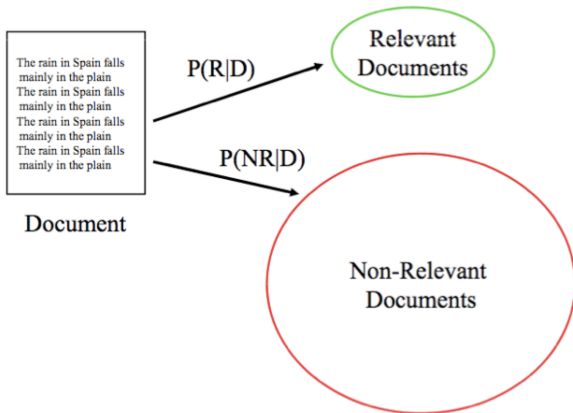 The rain in Spain falls
mainly in the plain
The rain in Spain falls
mainly in the plain
The rain in Spain falls
mainly in the plain
The rain in Spain falls
mainly in the plain
Document
P(R|D)
P(NR|D)
Relevant
Documents
Non-Relevant
Documents